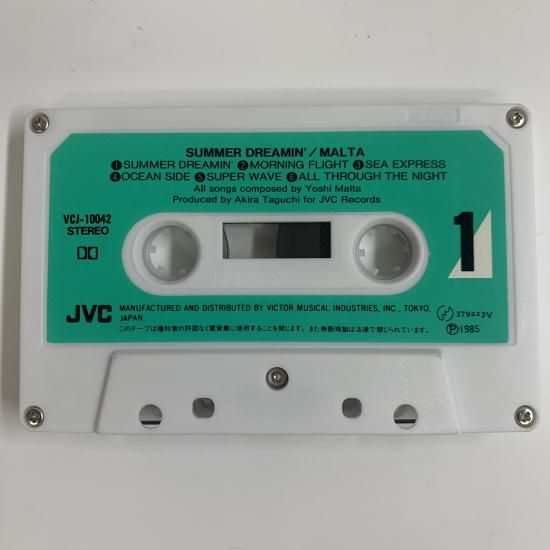 SUMMER DREAMIN'/MALTA
❶SUMMER DREAMIN' ❷MORNING FLIGHT ❸SEA EXPRESS
❹OCEAN SIDE ❺SUPER WAVE ❻ALL THROUGH THE NIGHT
All songs composed by Yoshi Malta
Produced by Akira Taguchi for JVC Records
VCJ-10042
STEREO
1
JVC
MANUFACTURED AND DISTRIBUTED BY VICTOR MUSICAL INDUSTRIES, INC., TOKYO,
JAPAN
このテープは権利者の許諾なく賃貸業に使用することを禁じます。また無断複製は法律で禁じられています。
379223V
Ⓟ1985